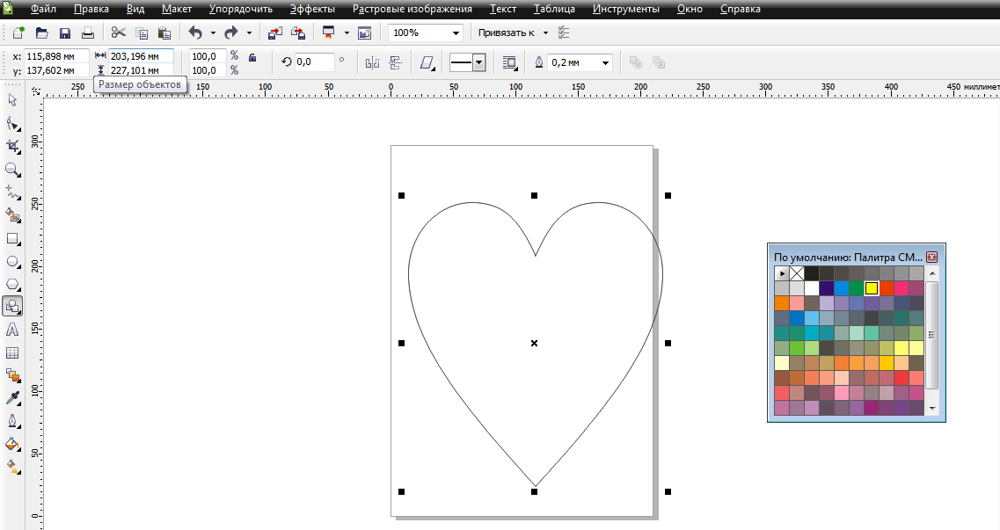 Файл Правка Вид Макет Упорядочить Эффекты Растровые изображения Текст Таблица Инструменты Окно Справка
100% Привязать к
x: 115,898 мм 203,196 мм 100,0 % 0,0 ° 0,2 мм
y: 137,602 мм 227,101 мм 100,0 %
Размер объектов
250 150 100 50 0 50 100 150 200 250 300 350 400 450 миллимет
300
250
200
150
100
50
0
По умолчанию: Палитра CM...